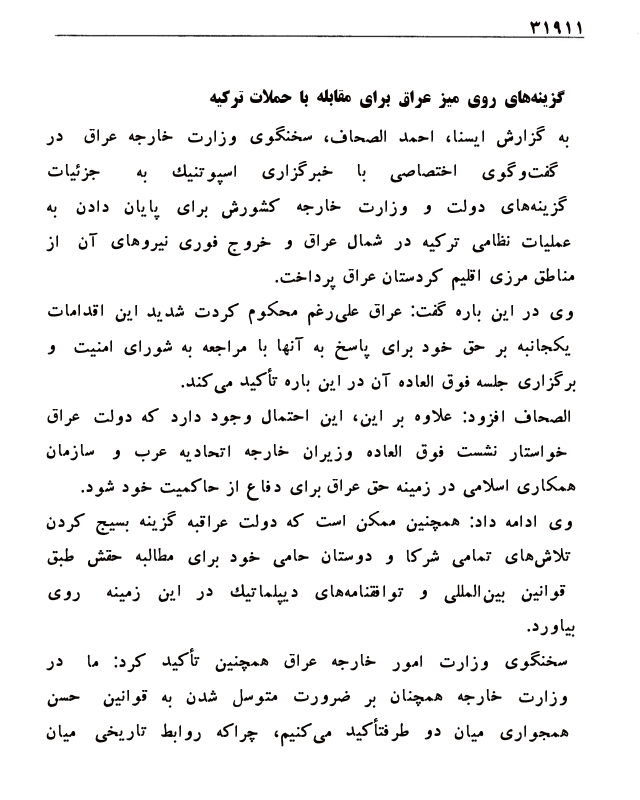 ۳۱۹۱۱
گزینه‌های روی میز عراق برای مقابله با حملات ترکیه
به گزارش ایسنا، احمد الصحاف، سخنگوی وزارت خارجه عراق در
گفت‌وگوی اختصاصی با خبرگزاری اسپوتنیك به جزئیات
گزینه‌های دولت و وزارت خارجه کشورش برای پایان دادن به
عملیات نظامی ترکیه در شمال عراق و خروج فوری نیروهای آن از
مناطق مرزی اقلیم کردستان عراق پرداخت.
وی در این باره گفت: عراق علی‌رغم محکوم کردت شدید این اقدامات
یکجانبه بر حق خود برای پاسخ به آنها با مراجعه به شورای امنیت و
برگزاری جلسه فوق العاده آن در این باره تأکید می‌کند.
الصحاف افزود: علاوه بر این، این احتمال وجود دارد که دولت عراق
خواستار نشست فوق العاده وزیران خارجه اتحادیه عرب و سازمان
همکاری اسلامی در زمینه حق عراق برای دفاع از حاکمیت خود شود.
وی ادامه داد: همچنین ممکن است که دولت عراقبه گزینه بسیج کردن
تلاش‌های تمامی شرکا و دوستان حامی خود برای مطالبه حقش طبق
قوانین بین‌المللی و توافقنامه‌های دیپلماتیك در این زمینه روی
بیاورد.
سخنگوی وزارت امور خارجه عراق همچنین تأکید کرد: ما در
وزارت خارجه همچنان بر ضرورت متوسل شدن به قوانین حسن
همجواری میان دو طرفتأکید می‌کنیم، چراکه روابط تاریخی میان